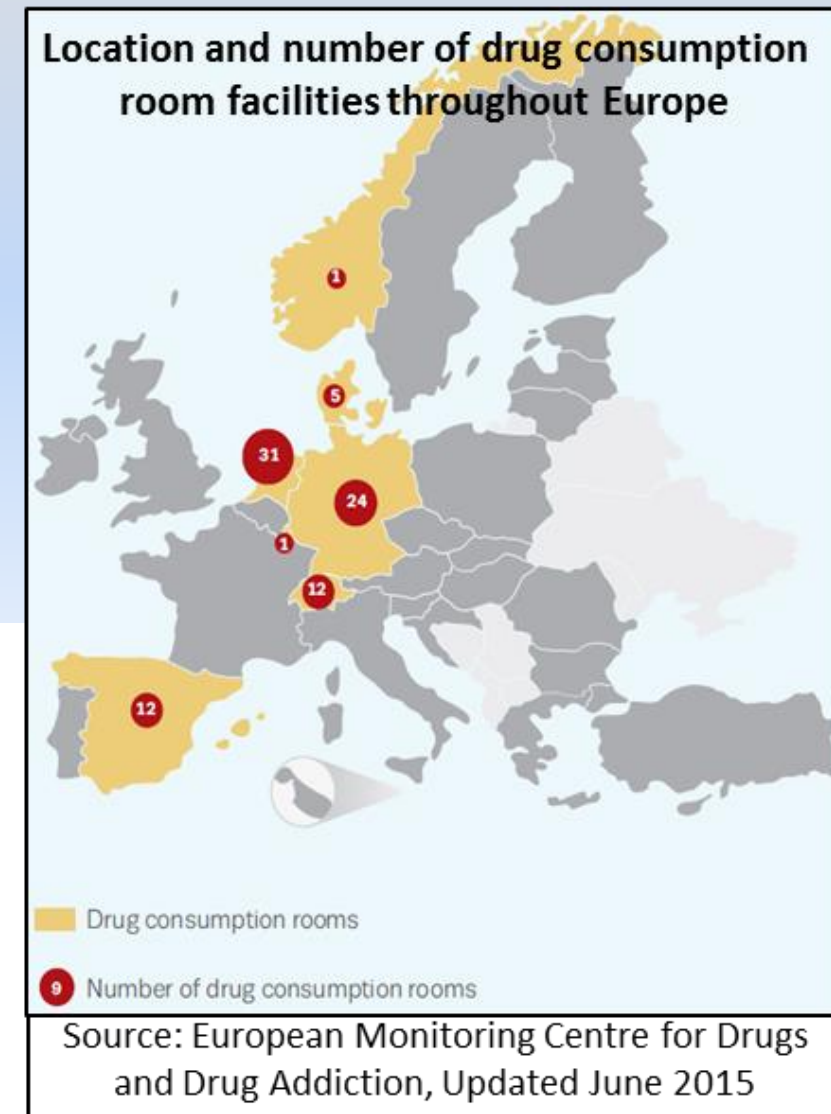 Location and number of drug consumption
room facilities throughout Europe
1
5
31
24
1
12
12
Drug consumption rooms
9 Number of drug consumption rooms
Source: European Monitoring Centre for Drugs
and Drug Addiction, Updated June 2015